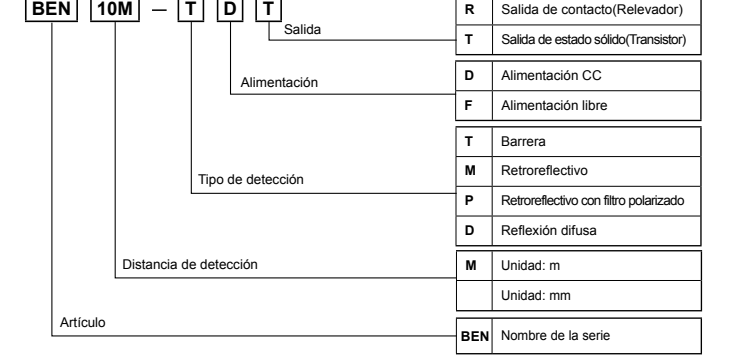 BEN 10M — T D T
Salida
R Salida de contacto(Relevador)
T Salida de estado sólido(Transistor)
Alimentación
D Alimentación CC
F Alimentación libre
Tipo de detección
T Barrera
M Retroreflectivo
P Retroreflectivo con filtro polarizado
D Reflexión difusa
Distancia de detección
M Unidad: m
Unidad: mm
Artículo
BEN Nombre de la serie